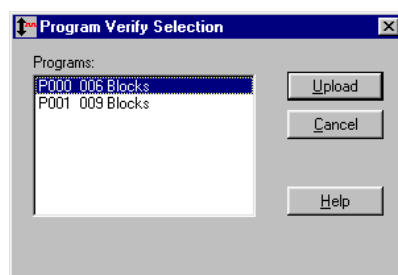 Program Verify Selection
Programs:
P000 006 Blocks
P001 009 Blocks
Upload
Cancel
Help